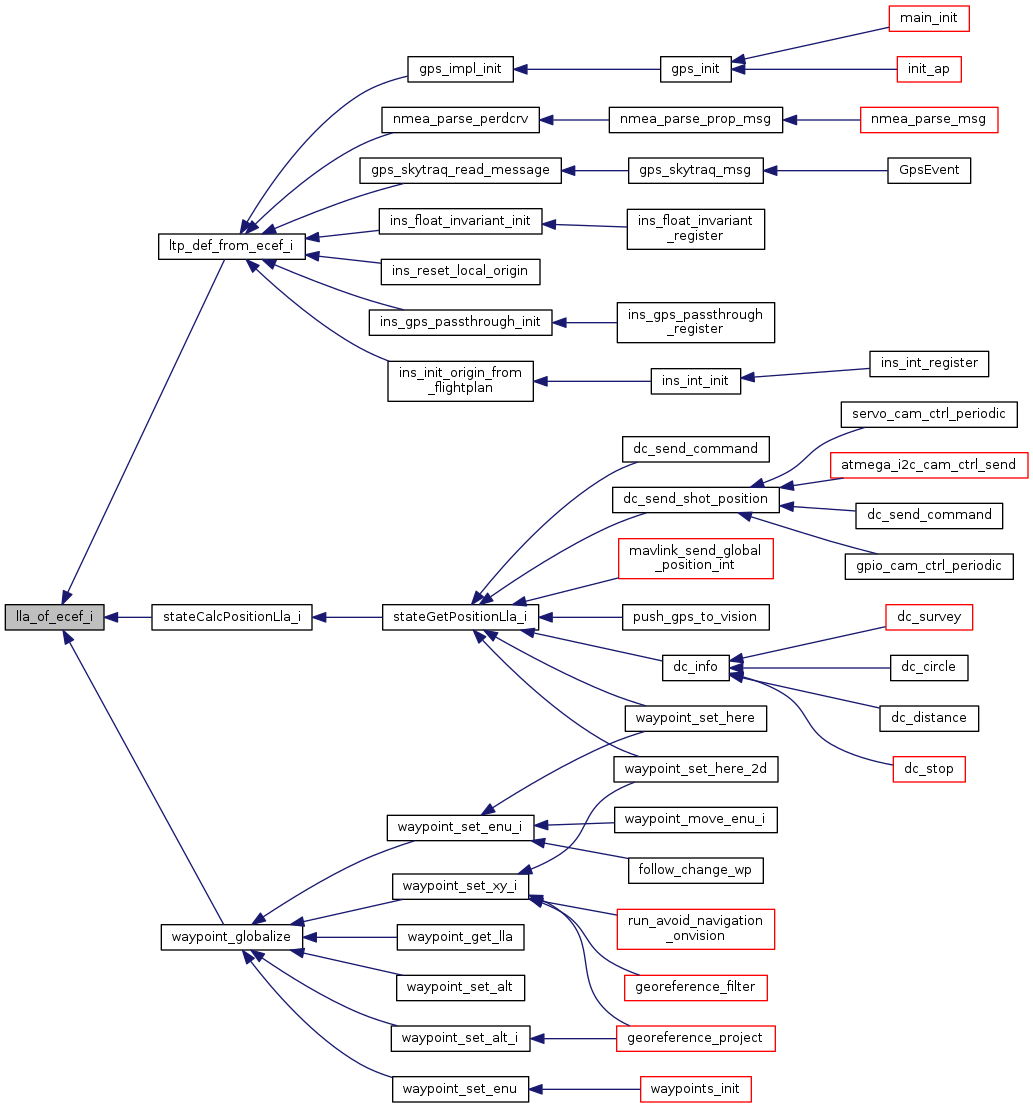 main_init
gps_impl_init
gps_init
init_ap
nmea_parse_perdcrv
nmea_parse_prop_msg
nmea_parse_msg
gps_skytraq_read_message
gps_skytraq_msg
GpsEvent
ins_float_invariant_init
ins_float_invariant
_register
ltp_def_from_ecef_i
ins_reset_local_origin
ins_gps_passthrough_init
ins_gps_passthrough
_register
ins_init_origin_from
_flightplan
ins_int_init
ins_int_register
servo_cam_ctrl_periodic
dc_send_command
atmega_i2c_cam_ctrl_send
dc_send_shot_position
dc_send_command
mavlink_send_global
_position_int
gpio_cam_ctrl_periodic
lla_of_ecef_i
stateCalcPositionLla_i
stateGetPositionLla_i
push_gps_to_vision
dc_survey
dc_info
dc_circle
waypoint_set_here
dc_distance
waypoint_set_here_2d
dc_stop
waypoint_set_enu_i
waypoint_move_enu_i
follow_change_wp
waypoint_set_xy_i
run_avoid_navigation
_onvision
waypoint_globalize
waypoint_get_lla
waypoint_set_alt
georeference_filter
waypoint_set_alt_i
georeference_project
waypoint_set_enu
waypoints_init